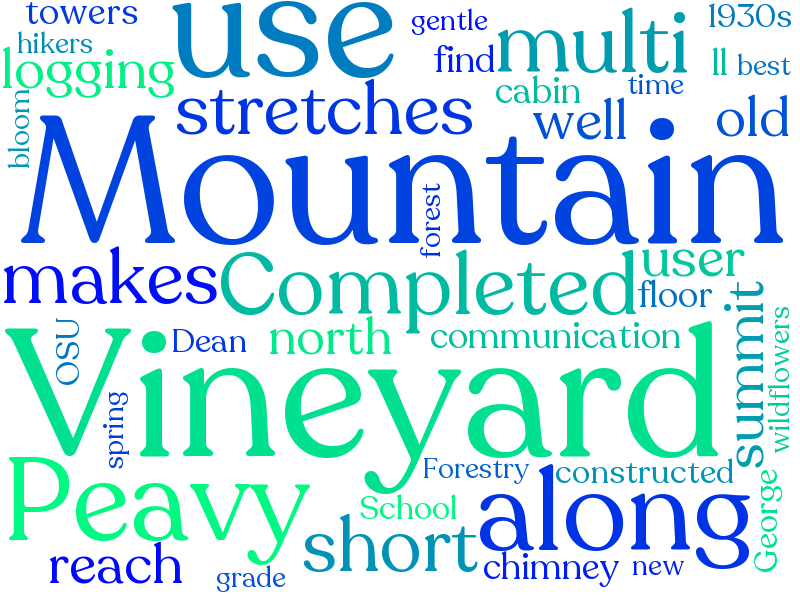 towers
use
gentle
1930s
hikers
multi
logging
find
ll
best
time
cabin
stretches
well
old
bloom
Mountain
forest
makes
Completed
user
floor
summit
wildflowers
OSU
Dean
north
communication
Vineyard
spring
Peavy
Forestry
constructed
George
School
along
short
reach
chimney
new
grade